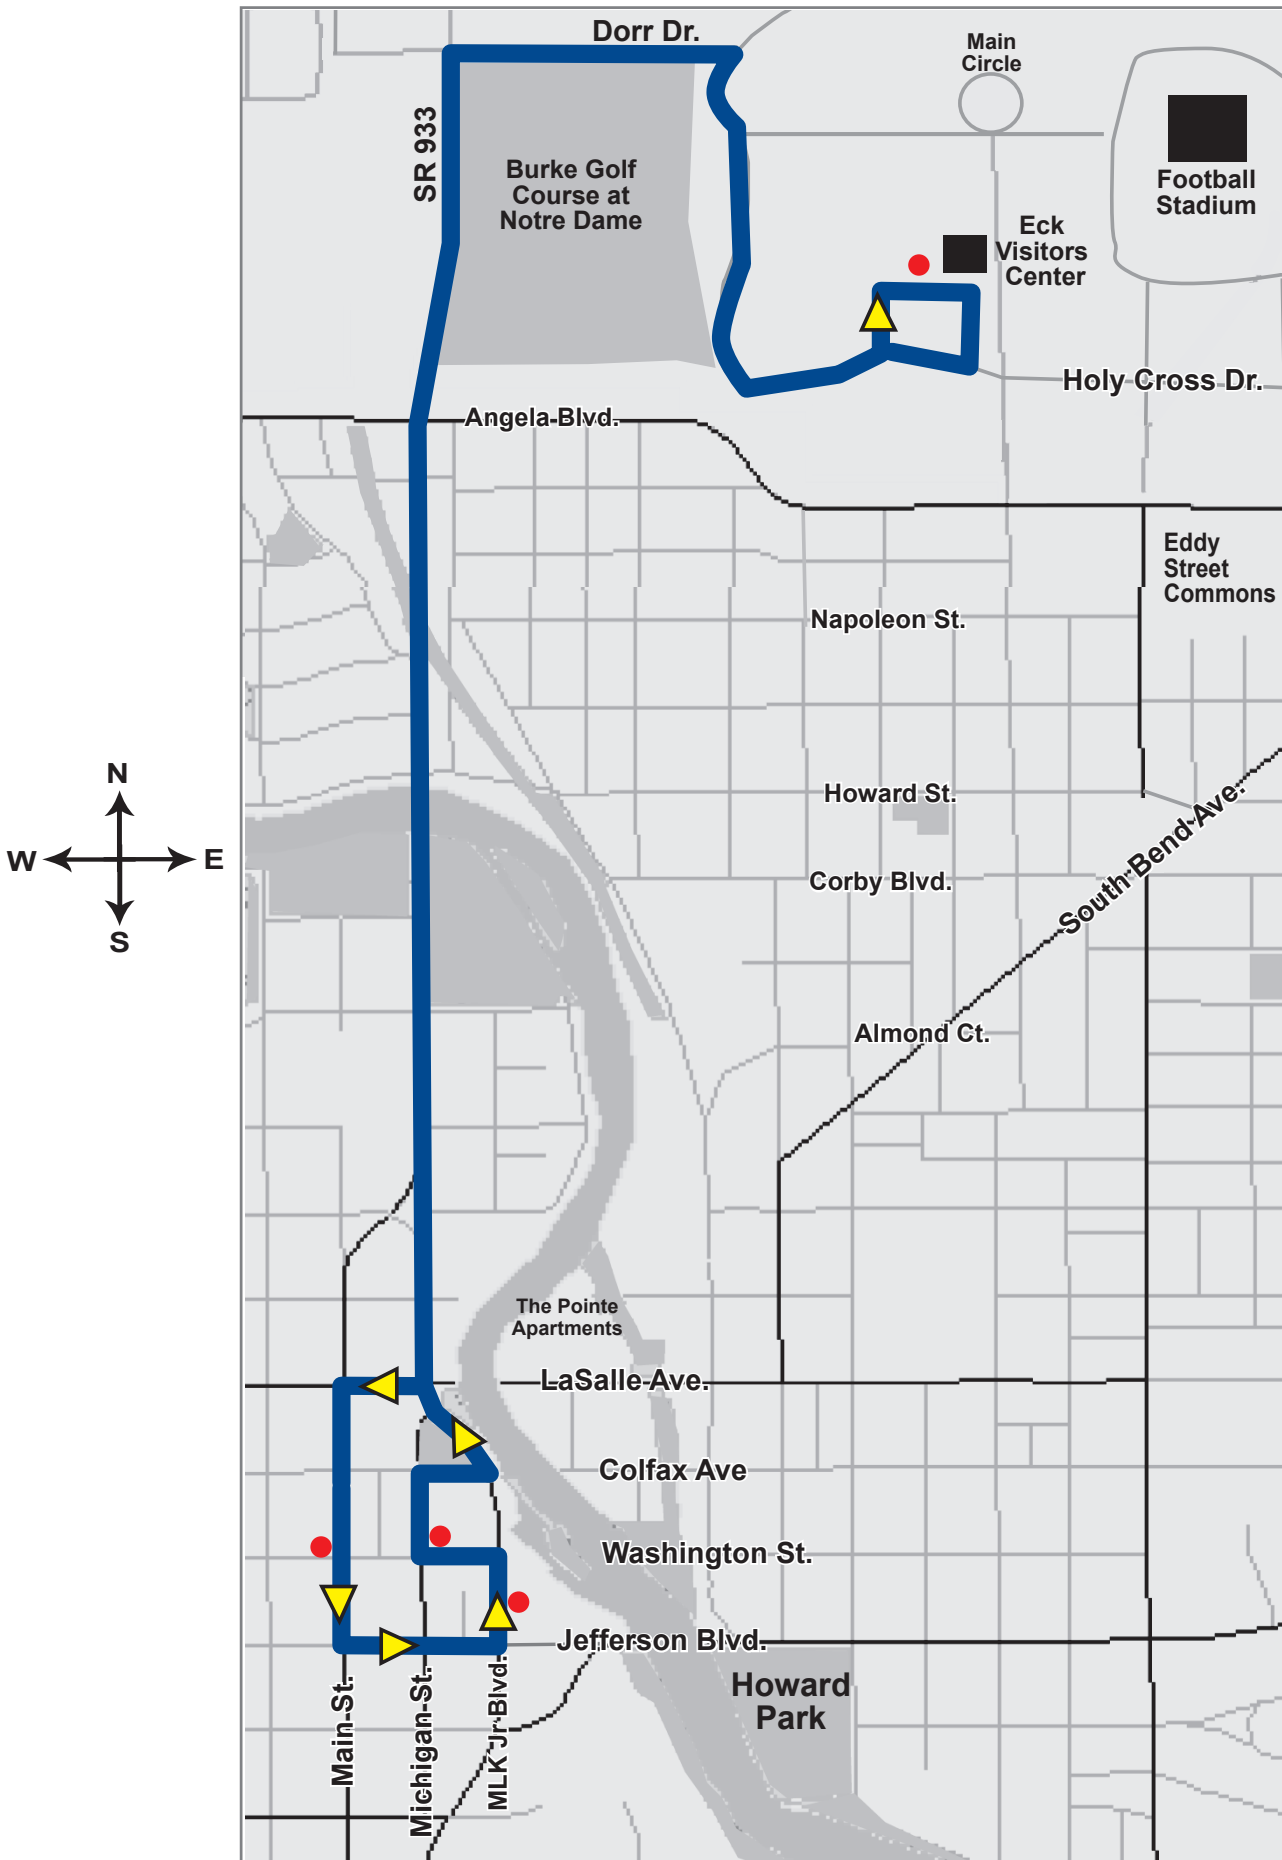 Dorr Dr.
Main
Circle
SR 933
Burke Golf
Course at
Notre Dame
Football
Stadium
Eck
Visitors
Center
Holy Cross Dr.
Angela Blvd.
Eddy
Street
Commons
Napoleon St.
N
W
E
S
Howard St.
South Bend Ave.
Corby Blvd.
Almond Ct.
The Pointe
Apartments
LaSalle Ave.
Colfax Ave
Washington St.
Jefferson Blvd.
Howard
Park
Main St.
Michigan St.
MLK Jr Blvd.